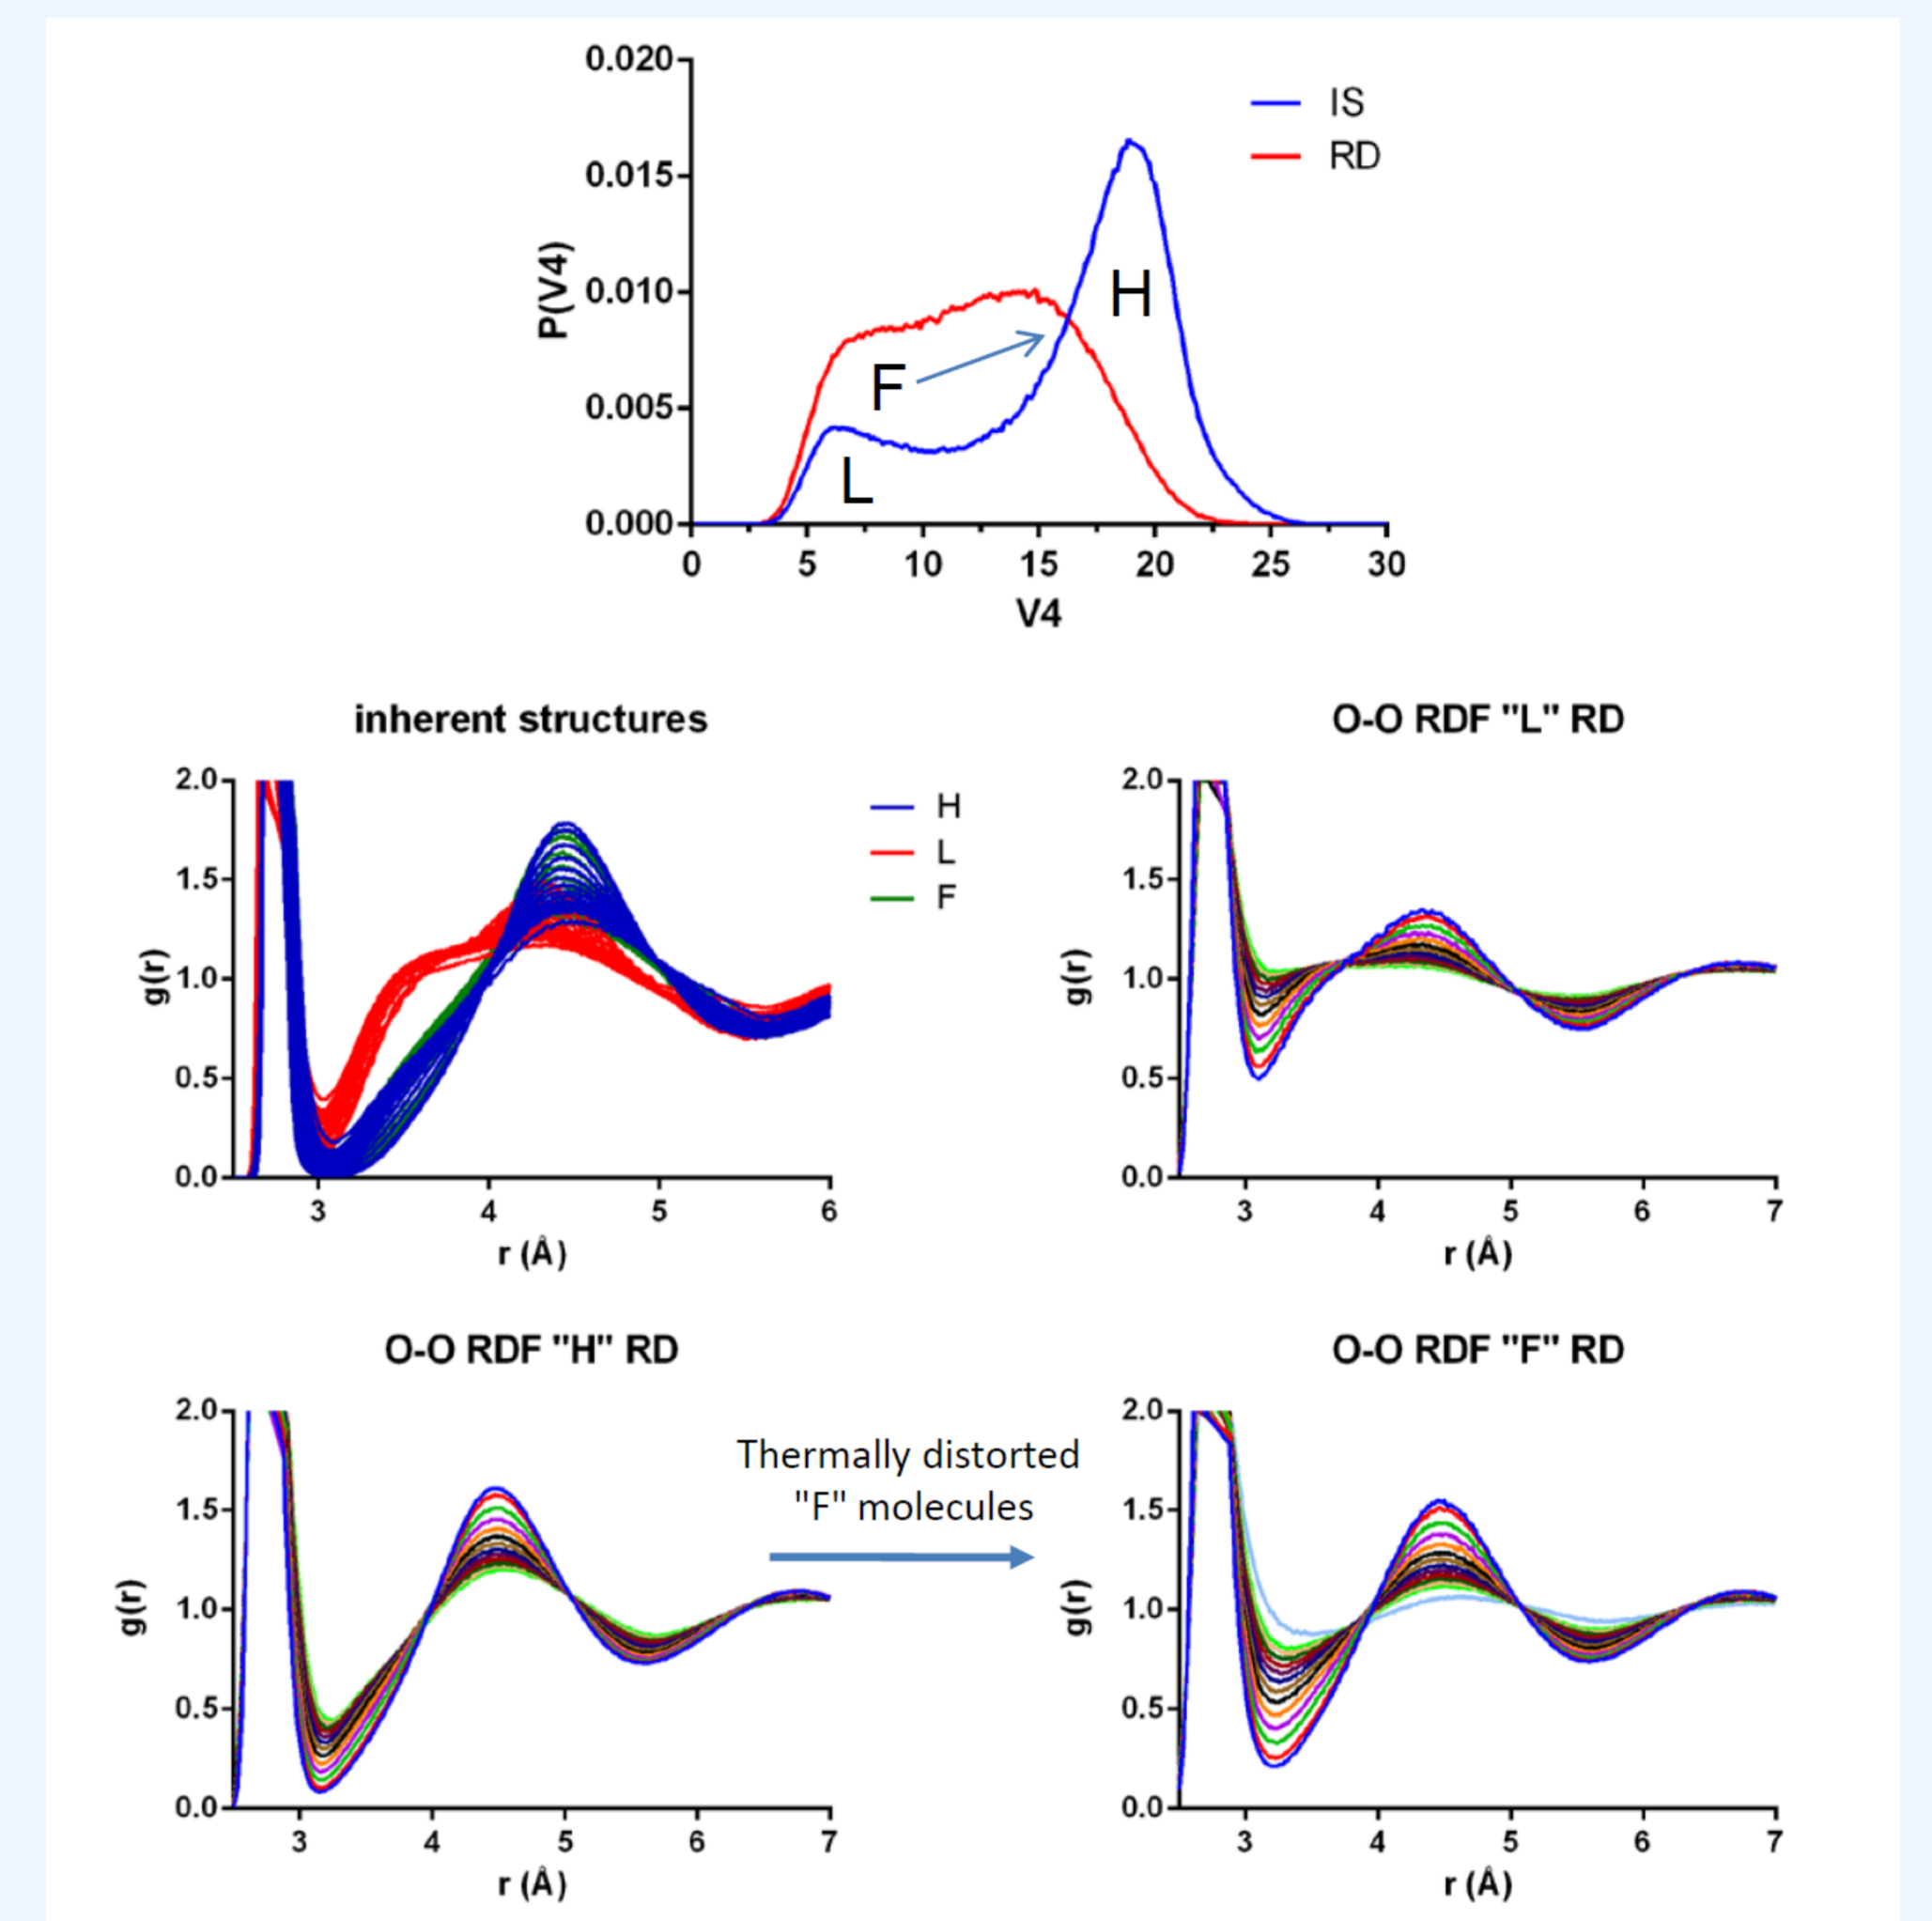 0.020
0.015
0.010
0.005
0.000
P(V4)
IS
RD
H
F
L
0 5 10 15 20 25 30
V4
inherent structures
2.0
1.5
1.0
0.5
0.0
g(r)
3 4 5 6
r (Å)
H
L
F
O-O RDF "L" RD
2.0
1.5
1.0
0.5
0.0
g(r)
3 4 5 6 7
r (Å)
O-O RDF "H" RD
2.0
1.5
1.0
0.5
0.0
g(r)
3 4 5 6 7
r (Å)
Thermally distorted
"F" molecules
O-O RDF "F" RD
2.0
1.5
1.0
0.5
0.0
g(r)
3 4 5 6 7
r (Å)